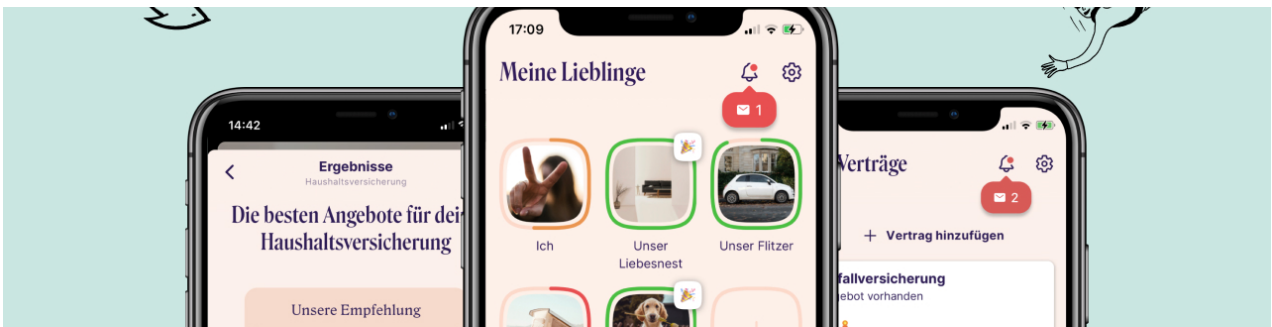 14:42
Ergebnisse
Haushaltsversicherung
Die besten Angebote für dei
Haushaltsversicherung
Unsere Empfehlung
17:09
Meine Lieblinge
1
Ich
Unser
Liebesnest
Unser Flitzer
Verträge
2
+ Vertrag hinzufügen
fallversicherung
ebot vorhanden